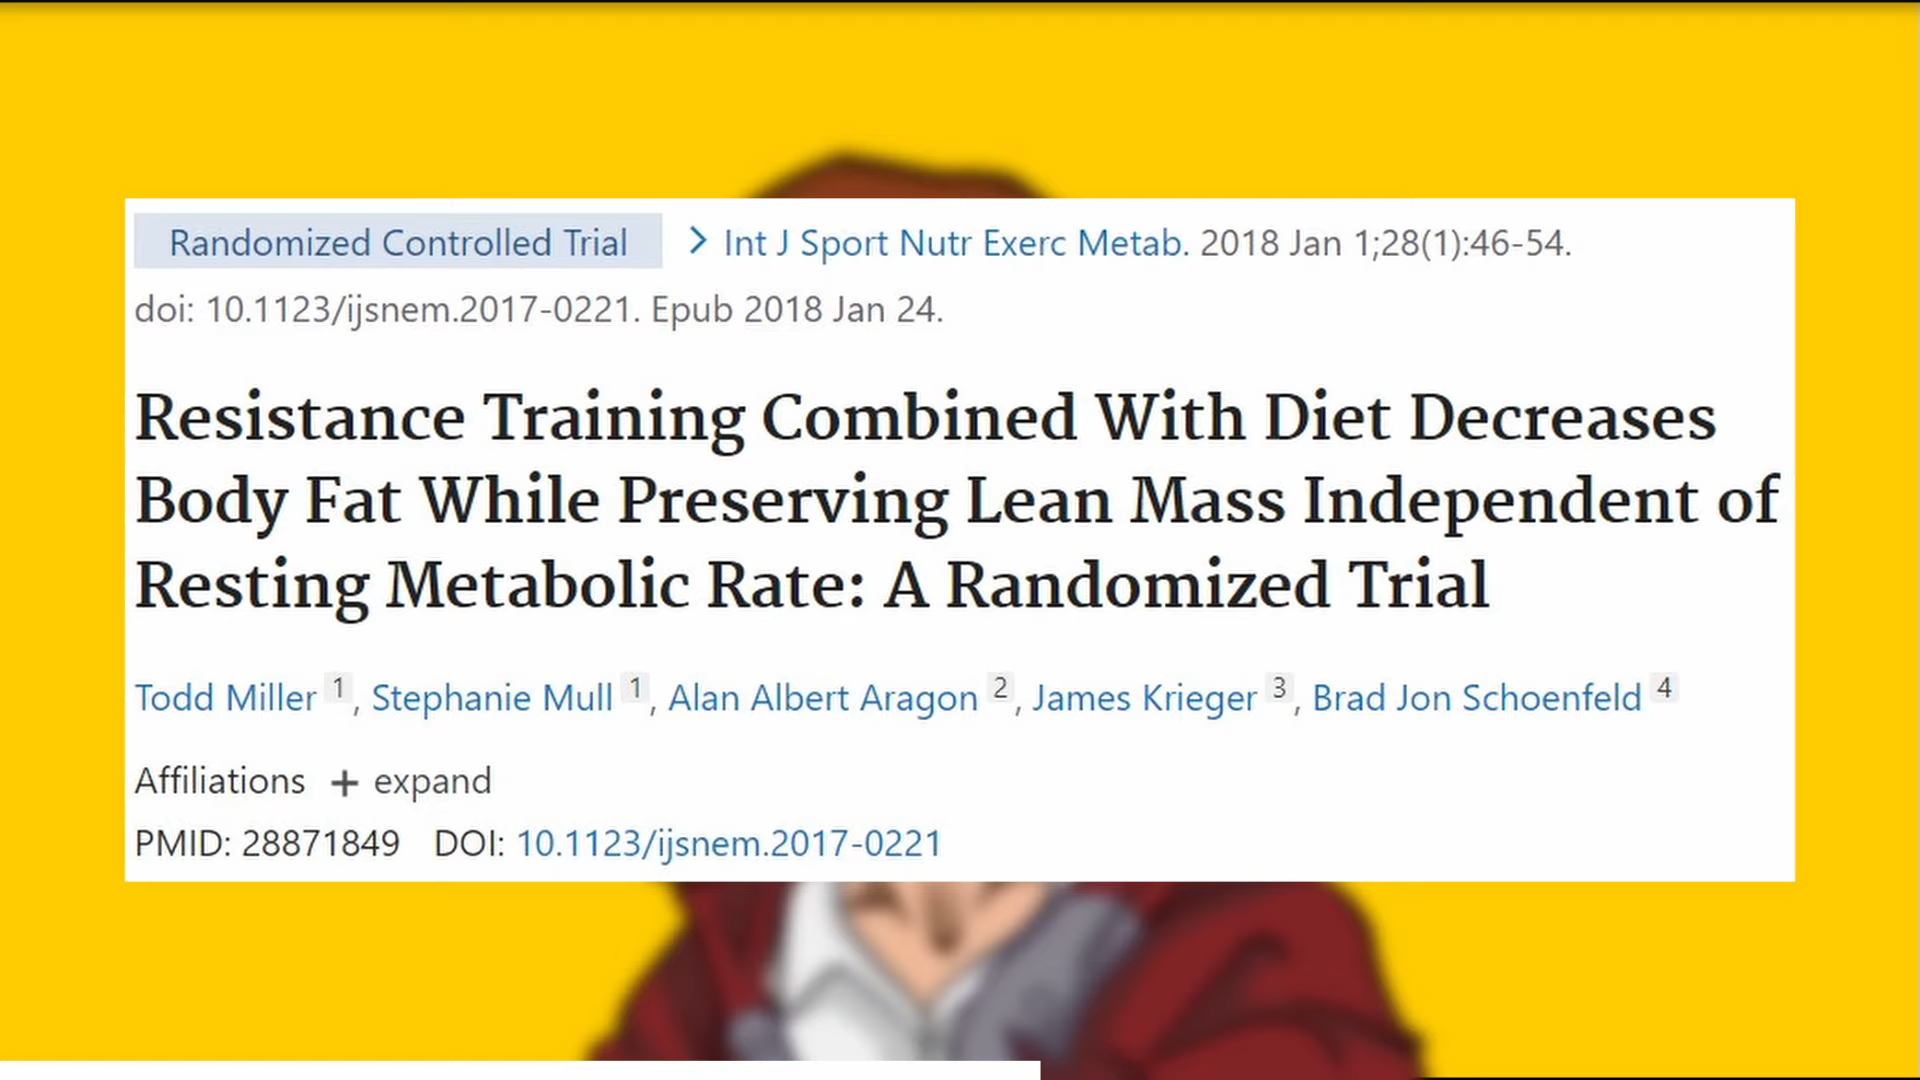 Randomized Controlled Trial > Int J Sport Nutr Exerc Metab. 2018 Jan 1;28(1):46-54.
doi: 10.1123/ijsnem.2017-0221. Epub 2018 Jan 24.
Resistance Training Combined With Diet Decreases
Body Fat While Preserving Lean Mass Independent of
Resting Metabolic Rate: A Randomized Trial
Todd Miller 1, Stephanie Mull 1, Alan Albert Aragon 2, James Krieger 3, Brad Jon Schoenfeld 4
Affiliations + expand
PMID: 28871849 DOI: 10.1123/ijsnem.2017-0221